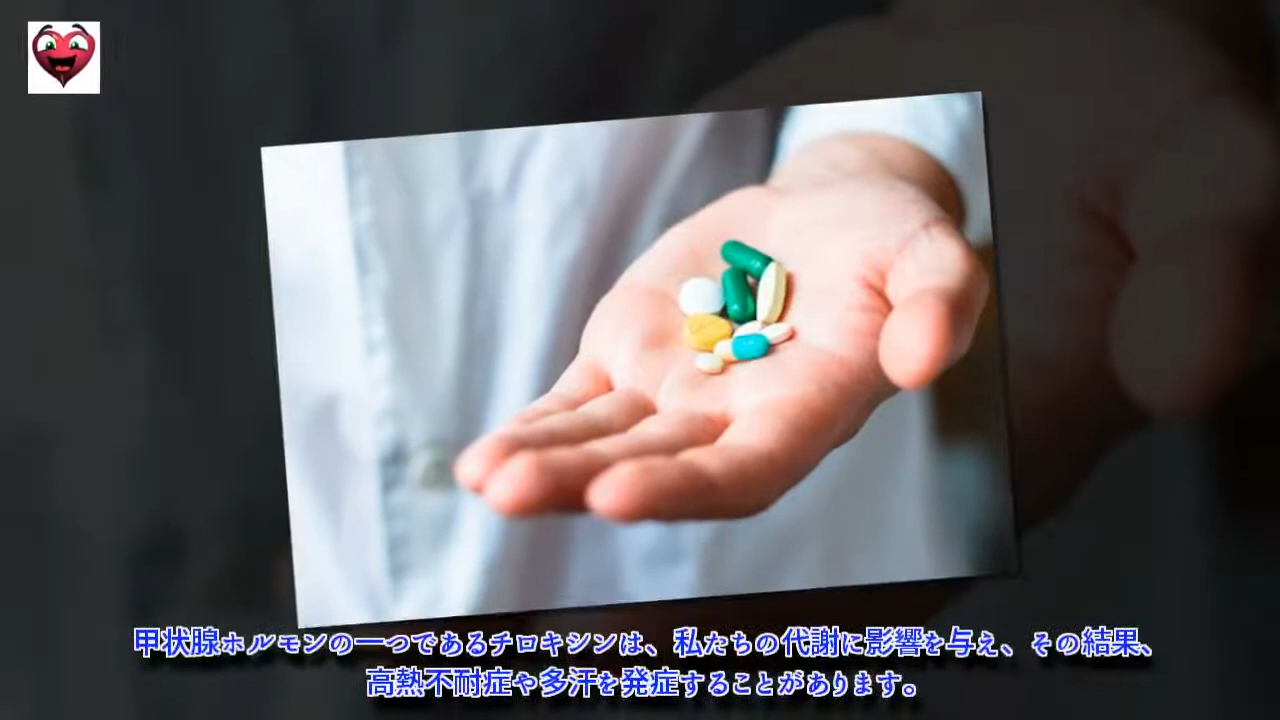 甲状腺ホルモンの一つであるチロキシンは、私たちの代謝に影響を与え、その結果、
高熱不耐症や多汗を発症することがあります。